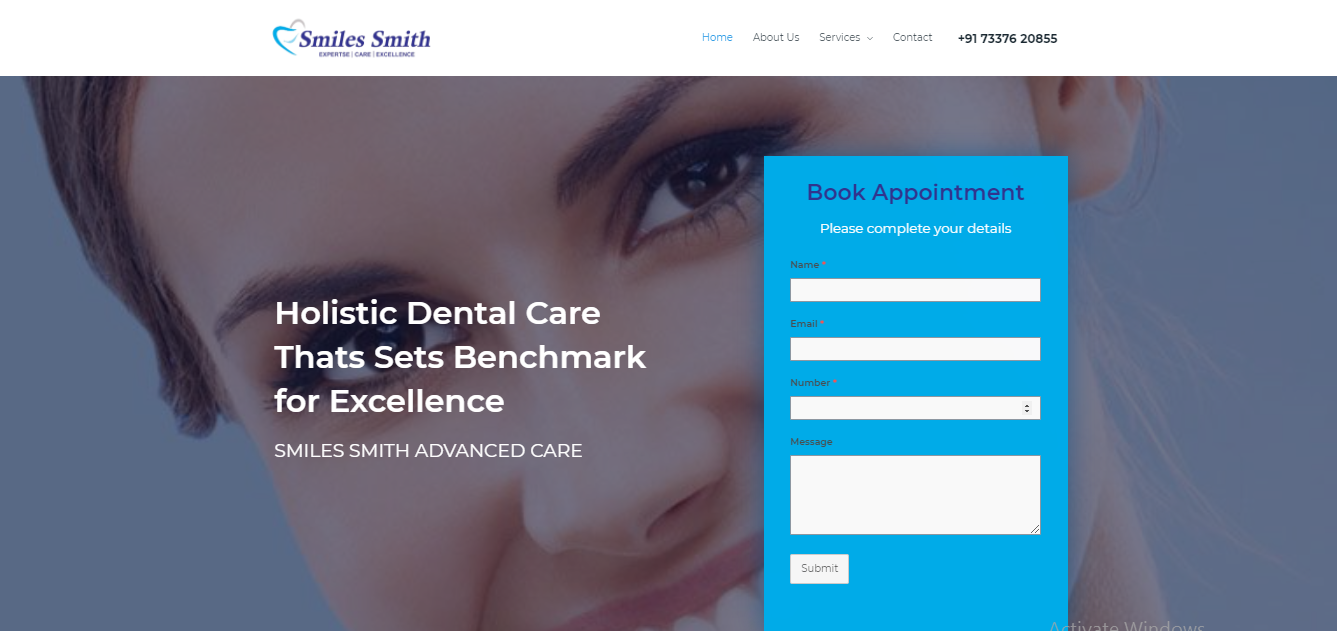 Smiles Smith
EXPERTSE | CARE | EXCELLENCE
Home
About Us
Services
Contact
+91 73376 20855
Holistic Dental Care
Thats Sets Benchmark
for Excellence
SMILES SMITH ADVANCED CARE
Book Appointment
Please complete your details
Name *
Email *
Number *
Message
Submit
Activate Windows